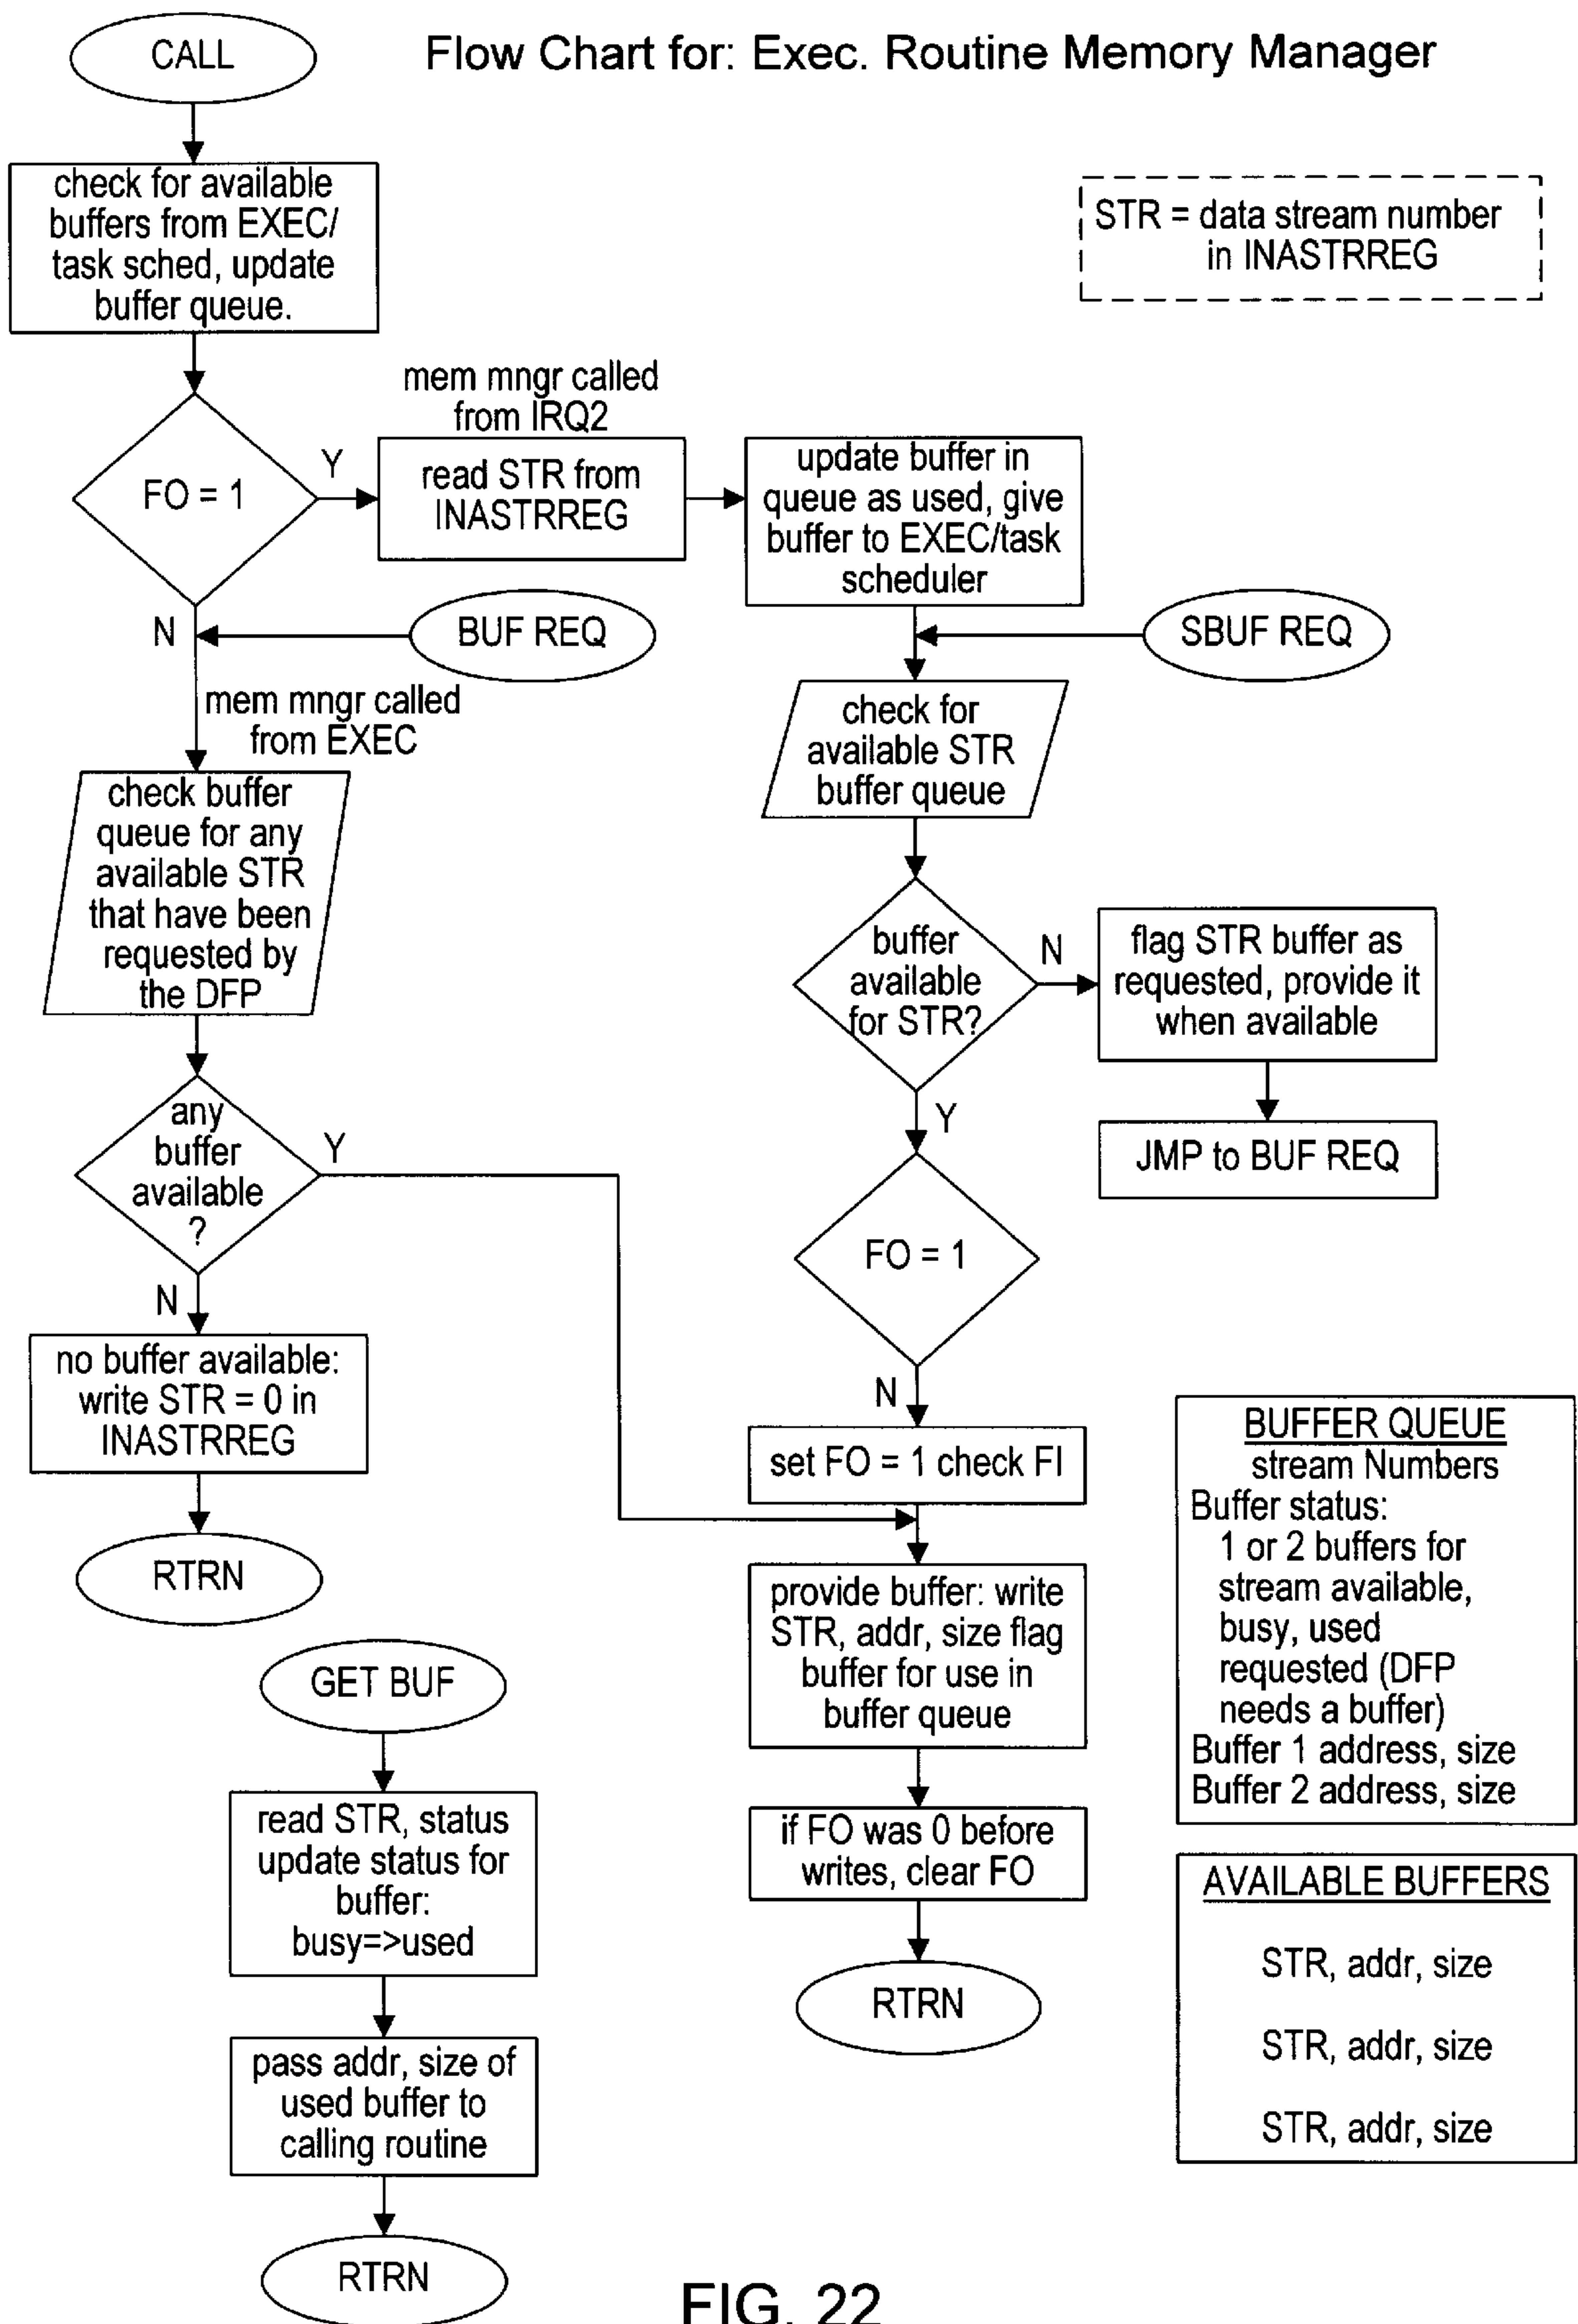 CALL
Flow Chart for: Exec. Routine Memory Manager
check for available
buffers from EXEC/
task sched, update
buffer queue.
STR = data stream number
in INASTRREG
FO = 1
Y
mem mngr called
from IRQ2
read STR from
INASTRREG
update buffer in
queue as used, give
buffer to EXEC/task
scheduler
N
BUF REQ
SBUF REQ
mem mngr called
from EXEC
check buffer
queue for any
available STR
that have been
requested by
the DFP
check for
available STR
buffer queue
buffer
available
for STR?
N
flag STR buffer as
requested, provide it
when available
JMP to BUF REQ
any
buffer
available
?
Y
Y
FO = 1
N
no buffer available:
write STR = 0 in
INASTRREG
RTRN
N
set FO = 1 check FI
provide buffer: write
STR, addr, size flag
buffer for use in
buffer queue
if FO was 0 before
writes, clear FO
RTRN
GET BUF
read STR, status
update status for
buffer:
busy=>used
pass addr, size of
used buffer to
calling routine
RTRN
BUFFER QUEUE
stream Numbers
Buffer status:
1 or 2 buffers for
stream available,
busy, used
requested (DFP
needs a buffer)
Buffer 1 address, size
Buffer 2 address, size
AVAILABLE BUFFERS
STR, addr, size
STR, addr, size
STR, addr, size
FIG. 22